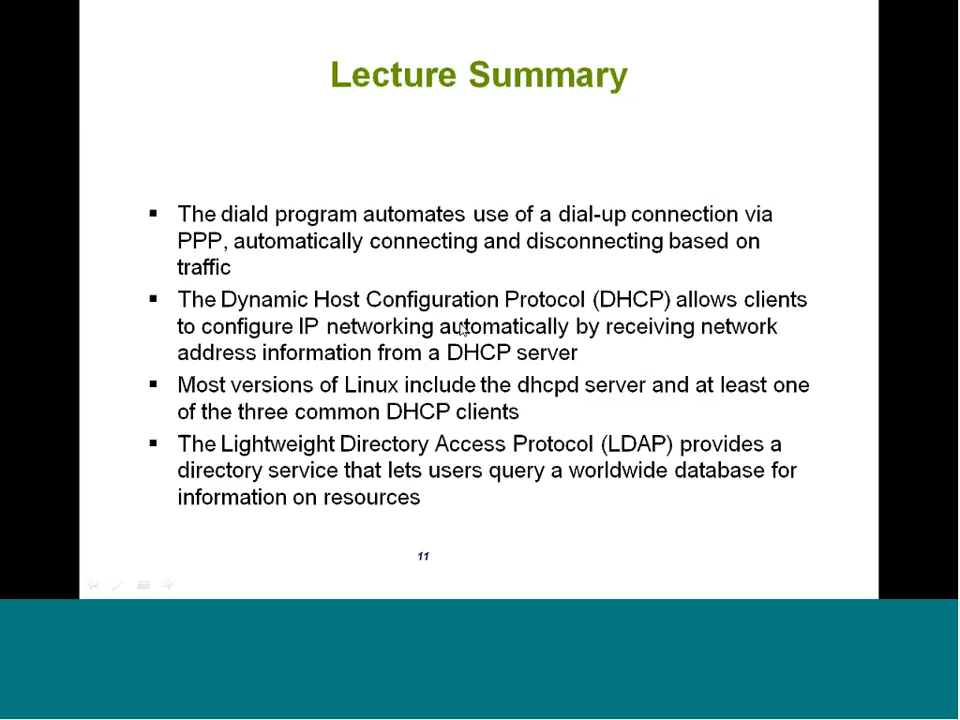 Lecture Summary
▪ The diald program automates use of a dial-up connection via
PPP, automatically connecting and disconnecting based on
traffic
▪ The Dynamic Host Configuration Protocol (DHCP) allows clients
to configure IP networking automatically by receiving network
address information from a DHCP server
▪ Most versions of Linux include the dhcpd server and at least one
of the three common DHCP clients
▪ The Lightweight Directory Access Protocol (LDAP) provides a
directory service that lets users query a worldwide database for
information on resources
11